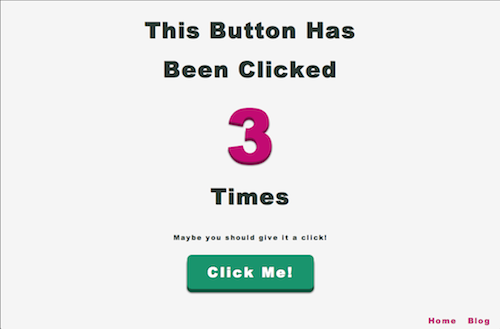 This Button Has
Been Clicked
3
Times
Maybe you should give it a click!
Click Me!
Home Blog